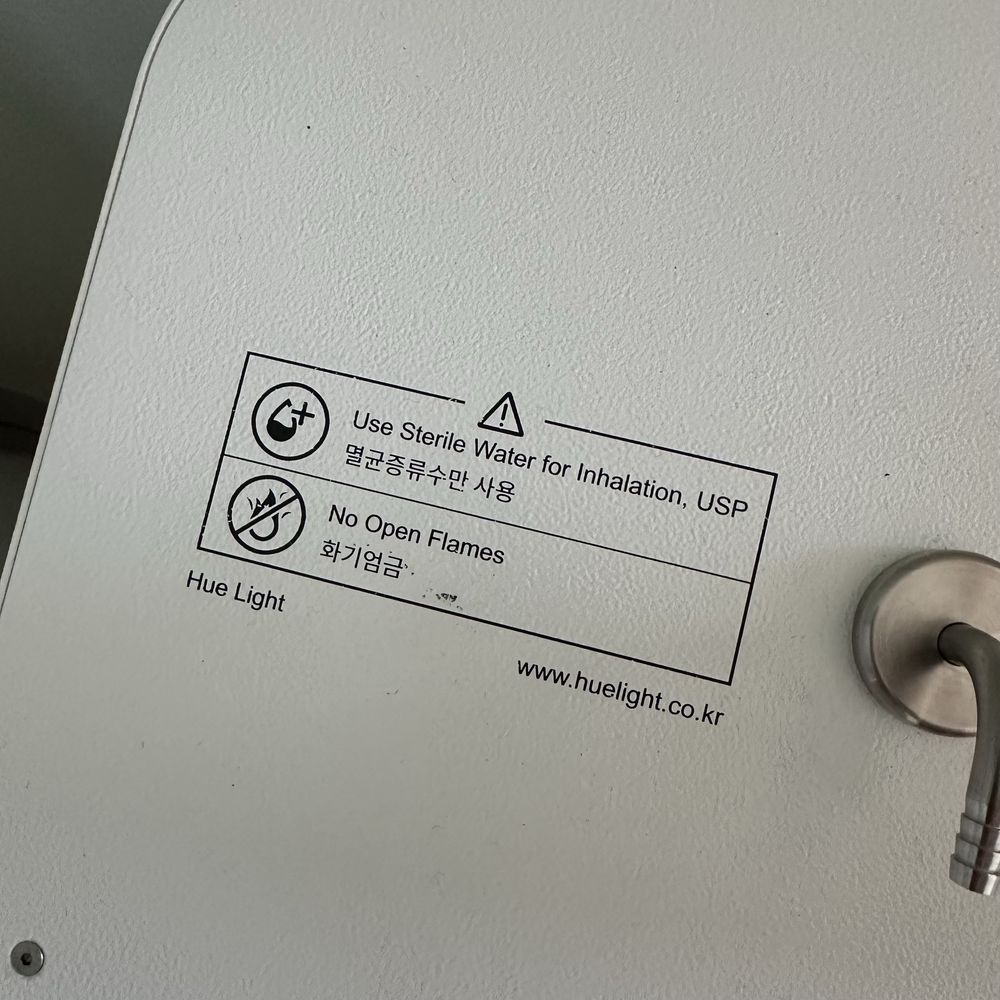 Use Sterile Water for Inhalation, USP
멸균증류수만 사용
No Open Flames
화기엄금
Hue Light
www.huelight.co.kr